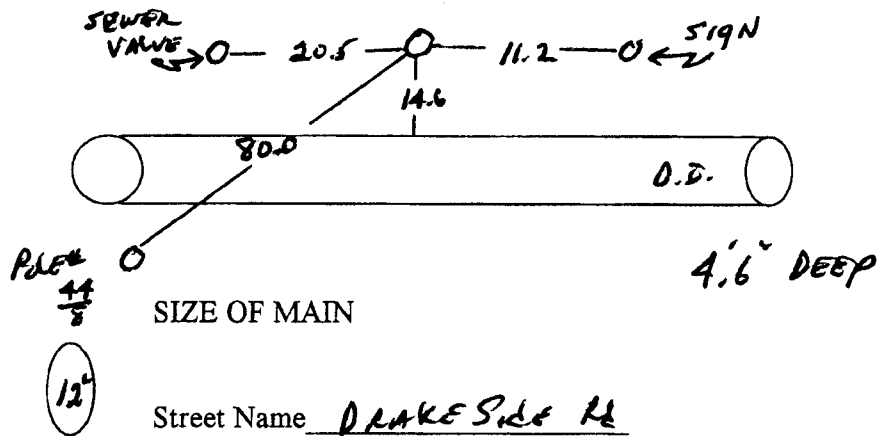 SEWER
VALVE
20.5
11.2
SIGN
14.6
80.0
D.I.
POLE#
44
8
4'6" DEEP
SIZE OF MAIN
12"
Street Name DRAKESIDE Rd